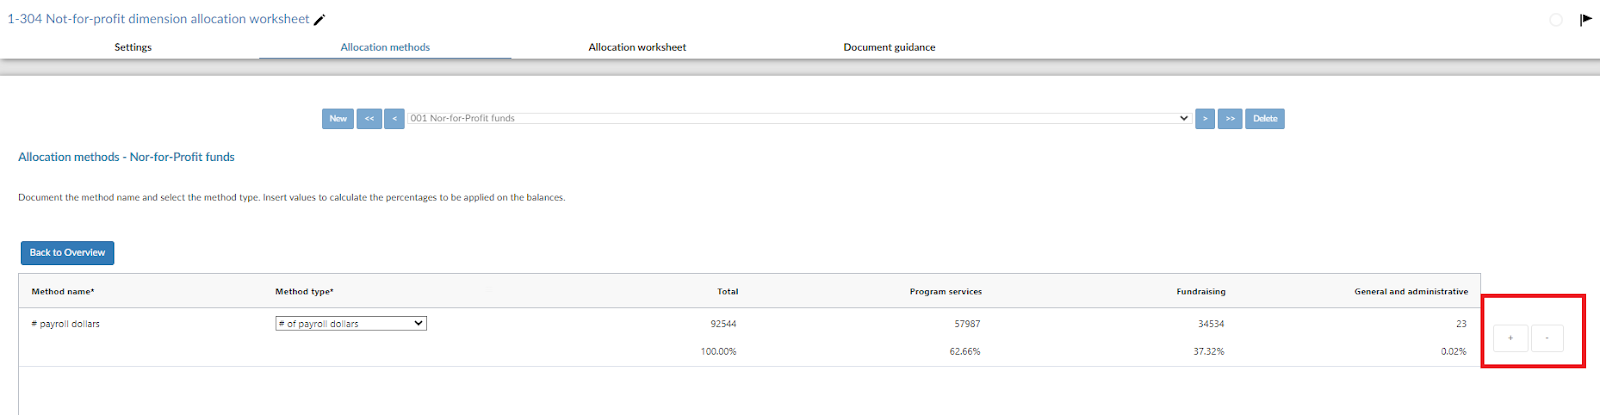 1-304 Not-for-profit dimension allocation worksheet
Settings Allocation methods Allocation worksheet Document guidance
New << < 001 Nor-for-Profit funds > >> Delete
Allocation methods - Nor-for-Profit funds
Document the method name and select the method type. Insert values to calculate the percentages to be applied on the balances.
Back to Overview
Method name* Method type* Total Program services Fundraising General and administrative
# payroll dollars # of payroll dollars 92544 57987 34534 23
+ -
100.00% 62.66% 37.32% 0.02%